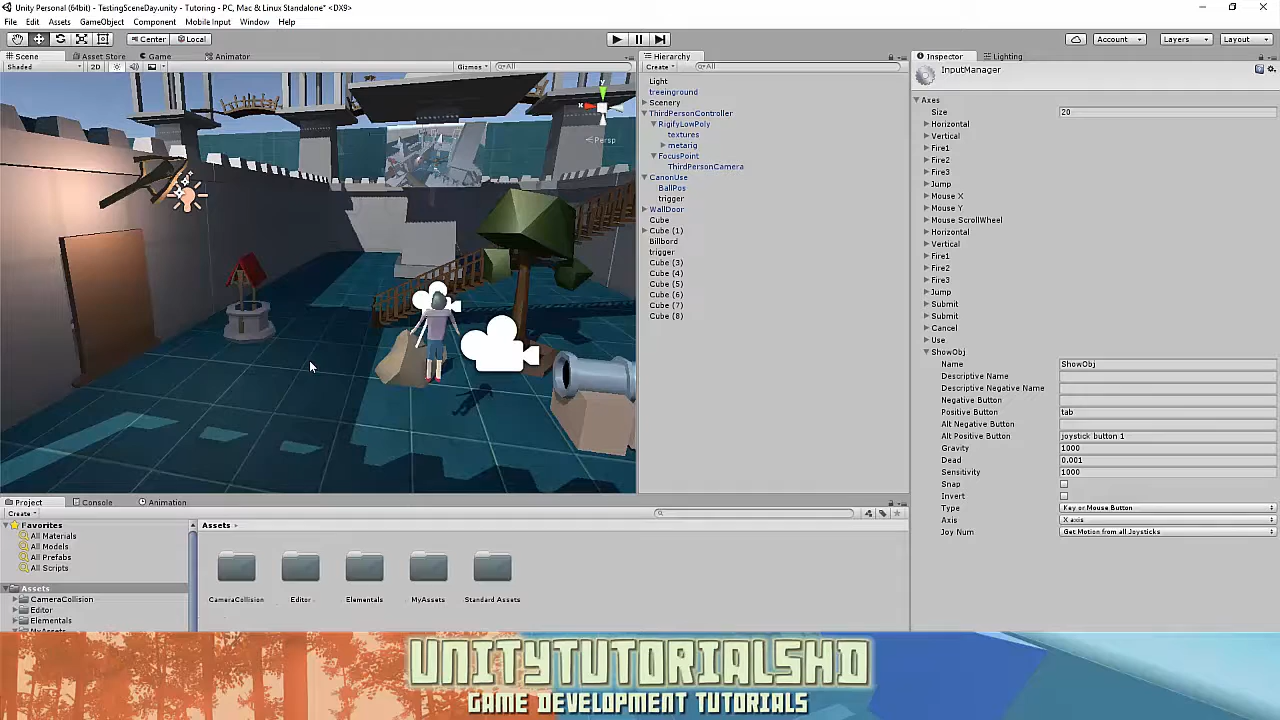 Unity Personal (64bit) - TestingSceneDay.unity - Tutoring - PC, Mac & Linux Standalone* <DX9>
File Edit Assets GameObject Component Mobile Input Window Help
Center Local
Account Layers Layout
Scene Asset Store Game Animator
Shaded 2D Gizmos All
Persp
y
x
Hierarchy
Create All
Light
treeinground
Scenery
ThirdPersonController
RigifyLowPoly
textures
metarig
FocusPoint
ThirdPersonCamera
CanonUse
BallPos
trigger
WallDoor
Cube
Cube (1)
Billbord
trigger
Cube (3)
Cube (4)
Cube (5)
Cube (6)
Cube (7)
Cube (8)
Inspector Lighting
InputManager
Axes
Size 20
Horizontal
Vertical
Fire1
Fire2
Fire3
Jump
Mouse X
Mouse Y
Mouse ScrollWheel
Horizontal
Vertical
Fire1
Fire2
Fire3
Jump
Submit
Submit
Cancel
Use
ShowObj
Name ShowObj
Descriptive Name
Descriptive Negative Name
Negative Button
Positive Button tab
Alt Negative Button
Alt Positive Button joystick button 1
Gravity 1000
Dead 0.001
Sensitivity 1000
Snap
Invert
Type Key or Mouse Button
Axis X axis
Joy Num Get Motion from all Joysticks
Project Console Animation
Create
Favorites
All Materials
All Models
All Prefabs
All Scripts
Assets
CameraCollision
Editor
Elementals
MyAssets
Assets
CameraCollision Editor Elementals MyAssets Standard Assets
UNITYTUTORIALSHD
GAME DEVELOPMENT TUTORIALS